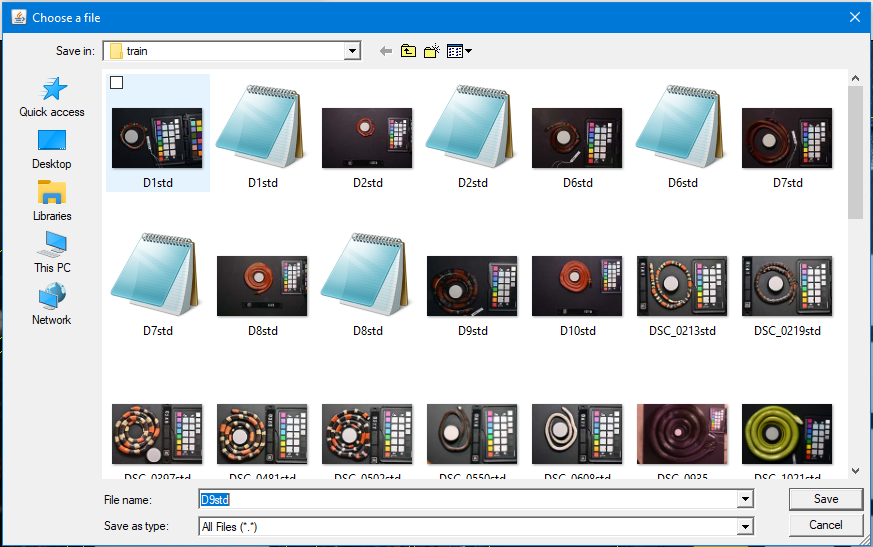 Choose a file
Save in: train
Quick access
Desktop
Libraries
This PC
Network
D1std D1std D2std D2std D6std D6std D7std
D7std D8std D8std D9std D10std DSC_0213std DSC_0219std
DSC_0397std DSC_0481std DSC_0502std DSC_0550std DSC_0608std DSC_0935 DSC_1021std
File name: D9std Save
Save as type: All Files (*.*) Cancel